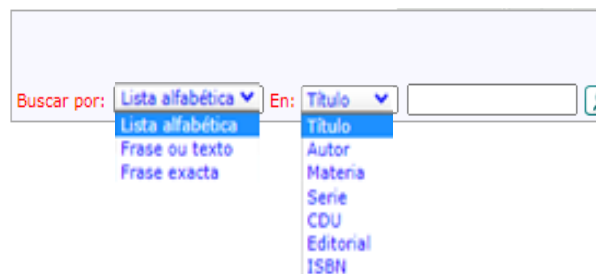 Buscar por: Lista alfabética En: Título
Lista alfabética
Frase ou texto
Frase exacta
Título
Autor
Materia
Serie
CDU
Editorial
ISBN